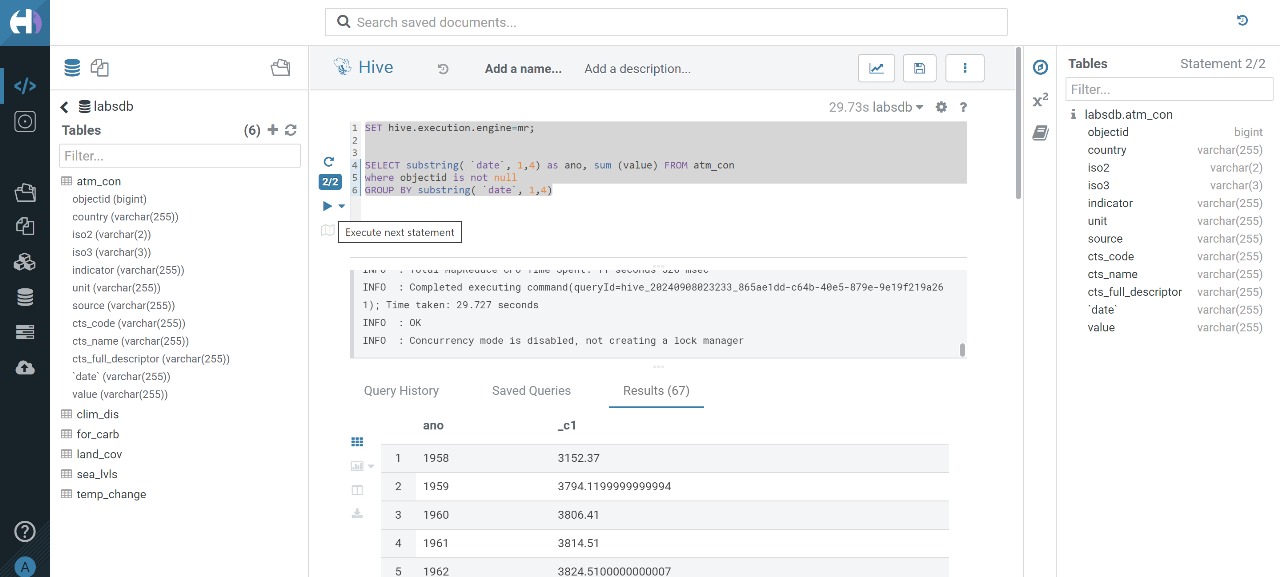 Search saved documents...
Hive
Add a name...
Add a description...
Tables
Statement 2/2
Filter...
labsdb
Tables
(6)
Filter...
atm_con
objectid (bigint)
country (varchar(255))
iso2 (varchar(2))
iso3 (varchar(3))
indicator (varchar(255))
unit (varchar(255))
source (varchar(255))
cts_code (varchar(255))
cts_name (varchar(255))
cts_full_descriptor (varchar(255))
`date` (varchar(255))
value (varchar(255))
clim_dis
for_carb
land_cov
sea_lvls
temp_change
A
29.73s labsdb
?
1 SET hive.execution.engine=mr;
2
3
4 SELECT substring( `date`, 1,4) as ano, sum (value) FROM atm_con
5 where objectid is not null
6 GROUP BY substring( `date`, 1,4)
2/2
Execute next statement
INFO : Total MapReduce CPU Time Spent: 11 seconds 520 msec
INFO : Completed executing command(queryId=hive_20240908023233_865ae1dd-c64b-40e5-879e-9e19f219a26
1); Time taken: 29.727 seconds
INFO : OK
INFO : Concurrency mode is disabled, not creating a lock manager
Query History
Saved Queries
Results (67)
ano _c1
1 1958 3152.37
2 1959 3794.1199999999994
3 1960 3806.41
4 1961 3814.51
5 1962 3824.5100000000007
x²
labsdb.atm_con
objectid bigint
country varchar(255)
iso2 varchar(2)
iso3 varchar(3)
indicator varchar(255)
unit varchar(255)
source varchar(255)
cts_code varchar(255)
cts_name varchar(255)
cts_full_descriptor varchar(255)
`date` varchar(255)
value varchar(255)